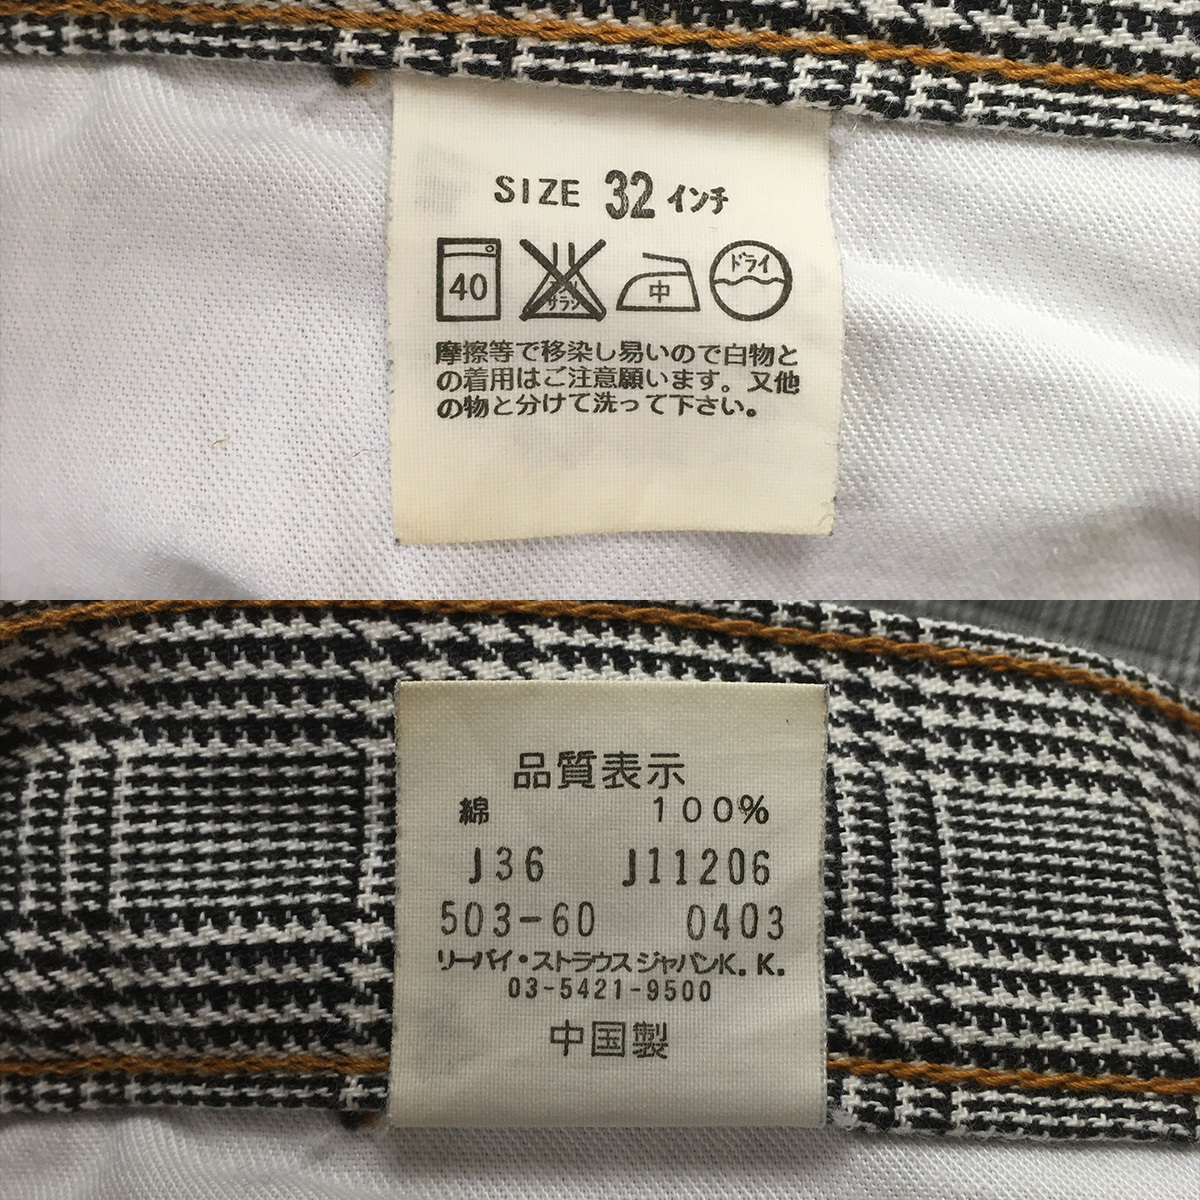 SIZE 32 インチ
40 中 ドライ
サラシ
摩擦等で移染し易いので白物と
の着用はご注意願います。又他
の物と分けて洗って下さい。
品質表示
綿 100%
J36 J11206
503-60 0403
リーバイ・ストラウス ジャパンK.K.
03-5421-9500
中国製